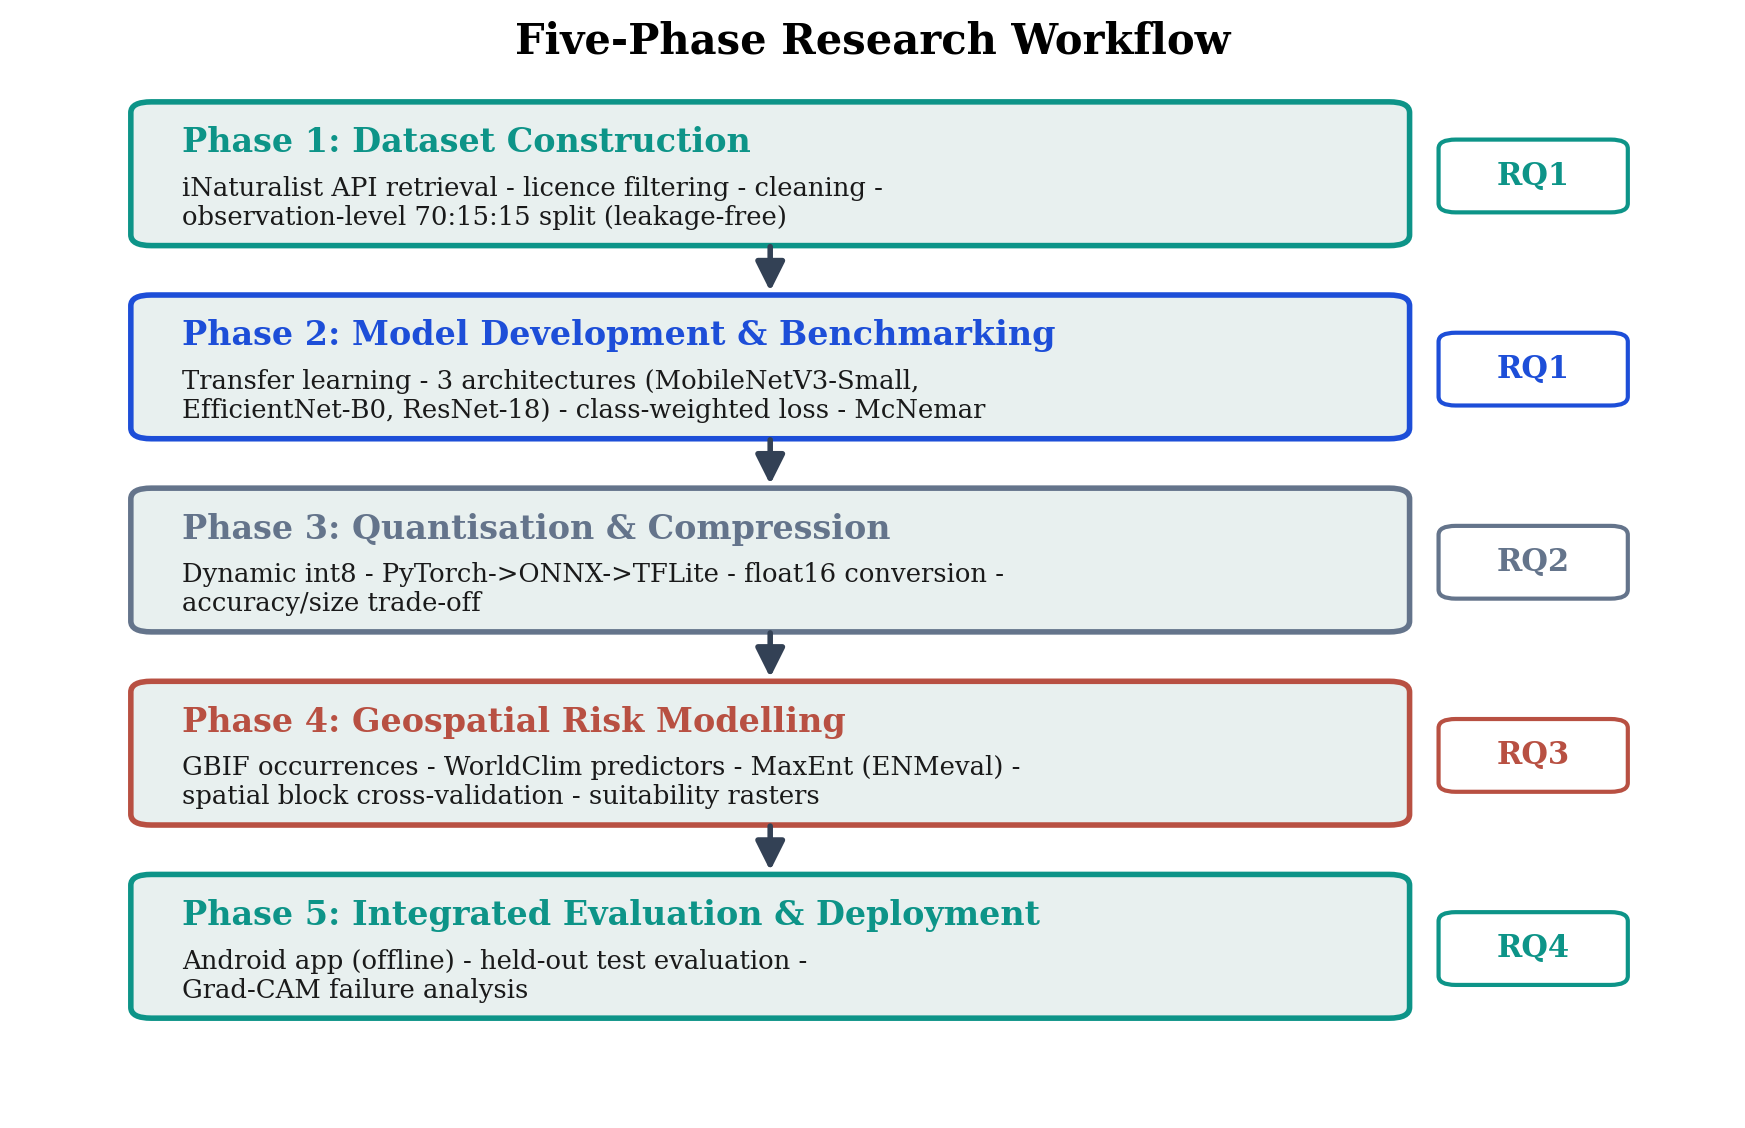 Five-Phase Research Workflow
Phase 1: Dataset Construction
iNaturalist API retrieval - licence filtering - cleaning -
observation-level 70:15:15 split (leakage-free)
RQ1
Phase 2: Model Development & Benchmarking
Transfer learning - 3 architectures (MobileNetV3-Small,
EfficientNet-B0, ResNet-18) - class-weighted loss - McNemar
RQ1
Phase 3: Quantisation & Compression
Dynamic int8 - PyTorch->ONNX->TFLite - float16 conversion -
accuracy/size trade-off
RQ2
Phase 4: Geospatial Risk Modelling
GBIF occurrences - WorldClim predictors - MaxEnt (ENMeval) -
spatial block cross-validation - suitability rasters
RQ3
Phase 5: Integrated Evaluation & Deployment
Android app (offline) - held-out test evaluation -
Grad-CAM failure analysis
RQ4